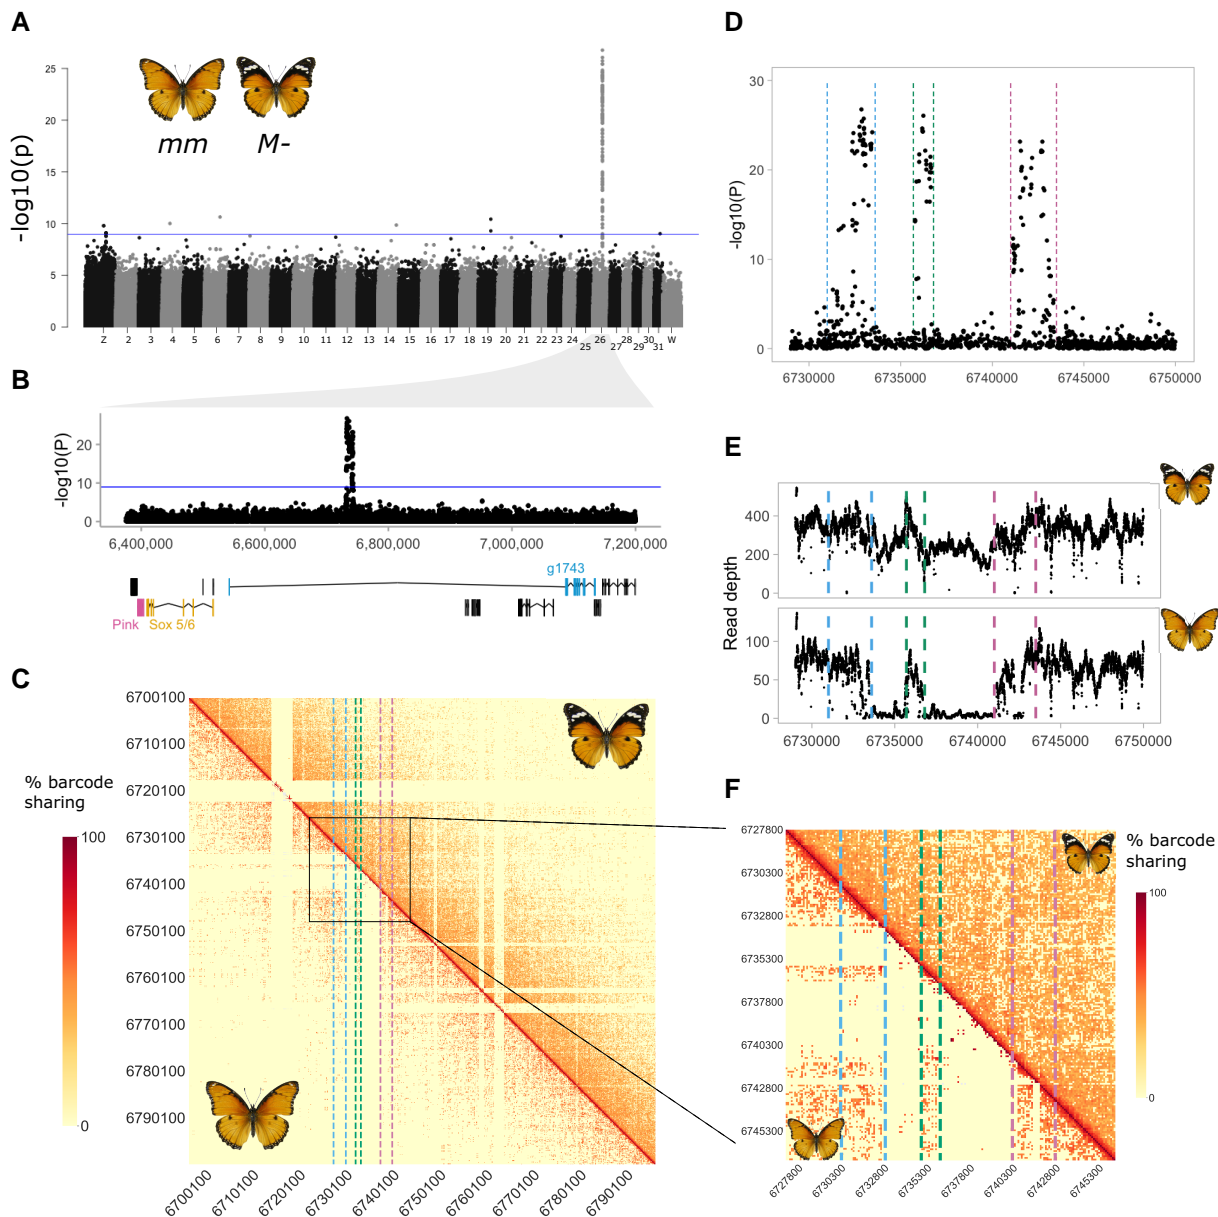 A
mm
M-
-log10(p)
25
20
15
10
5
0
Z 2 3 4 5 6 7 8 9 10 11 12 13 14 15 16 17 18 19 20 21 22 23 24 25 26 27 28 29 30 31 W
B
-log10(P)
20
10
0
6,400,000 6,600,000 6,800,000 7,000,000 7,200,000
g1743
Pink
Sox 5/6
C
% barcode
sharing
100
0
6700100
6710100
6720100
6730100
6740100
6750100
6760100
6770100
6780100
6790100
6700100 6710100 6720100 6730100 6740100 6750100 6760100 6770100 6780100 6790100
D
-log10(P)
30
20
10
0
6730000 6735000 6740000 6745000 6750000
E
Read depth
400
200
0
100
50
0
6730000 6735000 6740000 6745000 6750000
F
6727800
6730300
6732800
6735300
6737800
6740300
6742800
6745300
6727800 6730300 6732800 6735300 6737800 6740300 6742800 6745300
% barcode
sharing
100
0